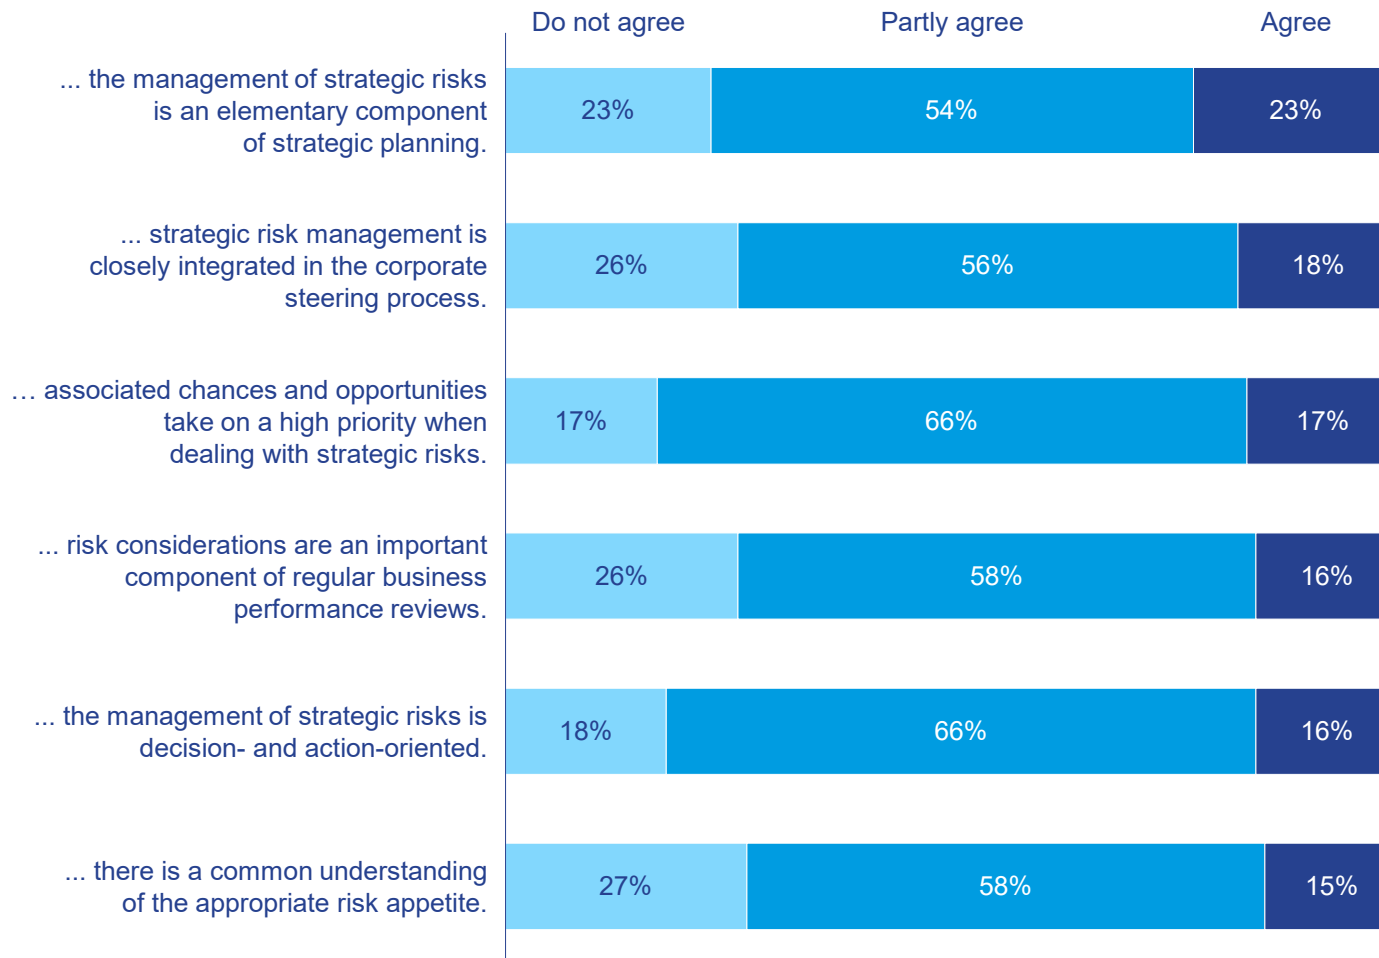 Do not agree
Partly agree
Agree
... the management of strategic risks
is an elementary component
of strategic planning.
23%
54%
23%
... strategic risk management is
closely integrated in the corporate
steering process.
26%
56%
18%
… associated chances and opportunities
take on a high priority when
dealing with strategic risks.
17%
66%
17%
... risk considerations are an important
component of regular business
performance reviews.
26%
58%
16%
... the management of strategic risks is
decision- and action-oriented.
18%
66%
16%
... there is a common understanding
of the appropriate risk appetite.
27%
58%
15%